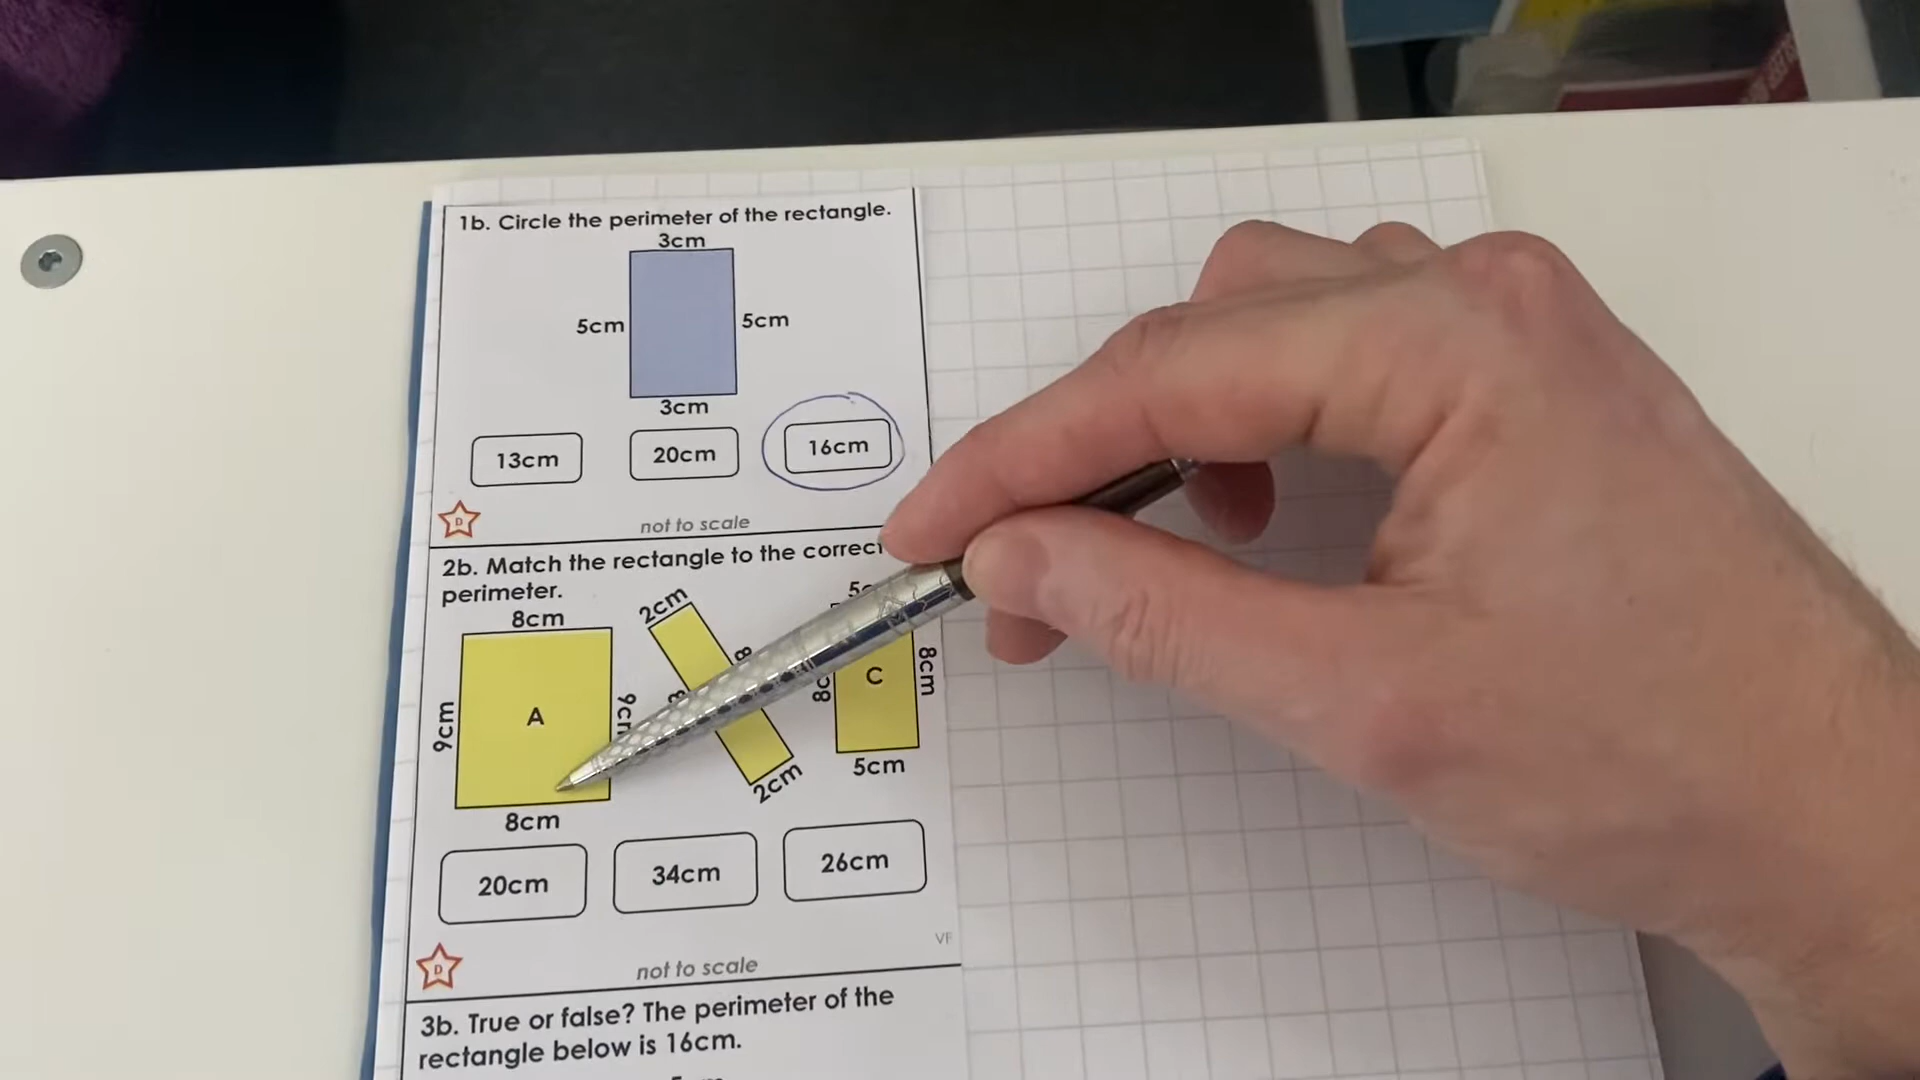 1b. Circle the perimeter of the rectangle.
3cm
5cm
5cm
3cm
13cm
20cm
16cm
D
not to scale
2b. Match the rectangle to the correct
perimeter.
8cm
2cm
9cm
A
C
8cm
8cm
2cm
5cm
20cm
34cm
26cm
D
not to scale
3b. True or false? The perimeter of the
rectangle below is 16cm.